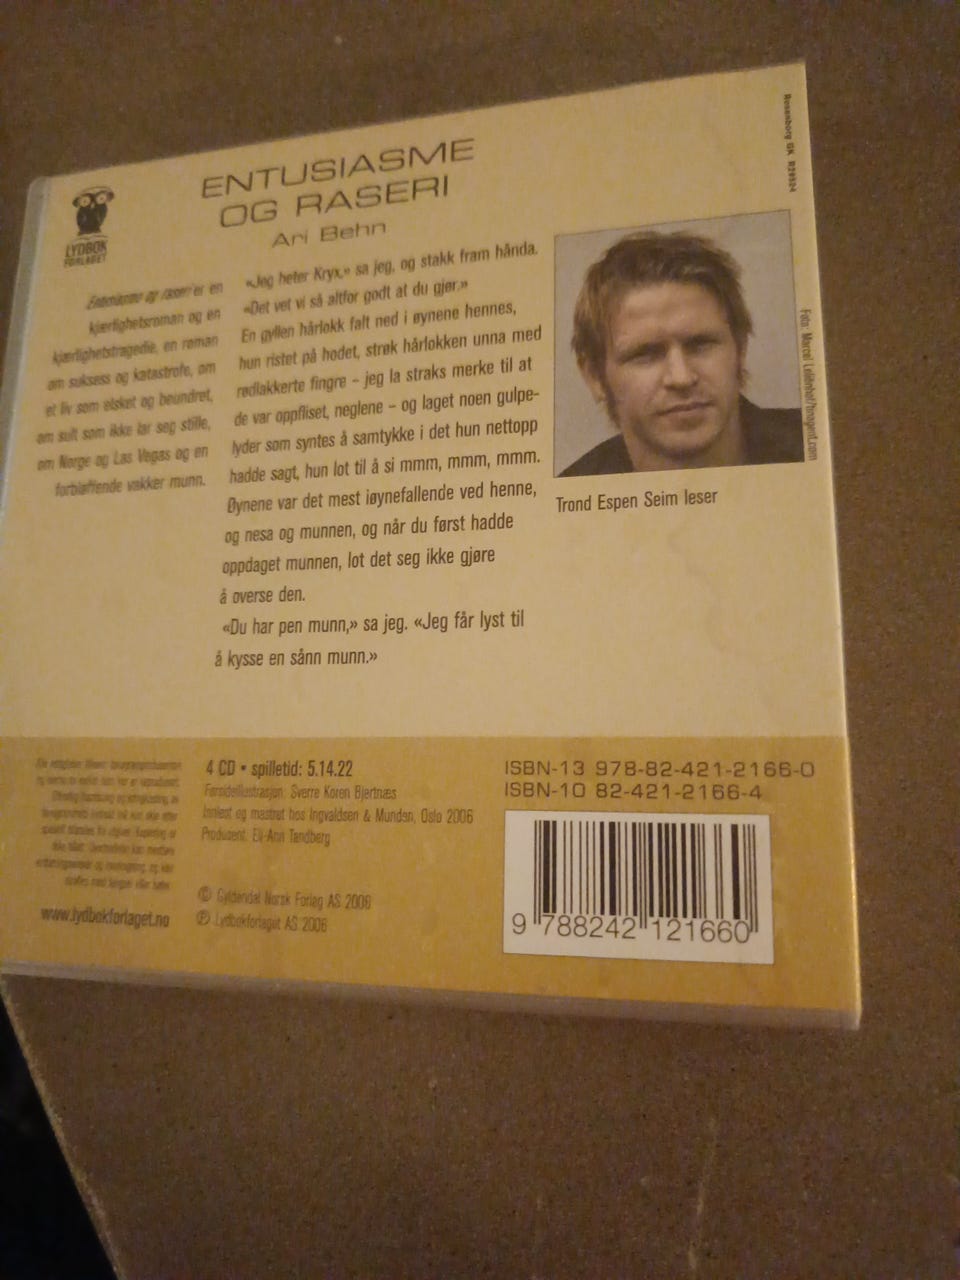 ENTUSIASME
OG RASERI
Ari Behn
LYDBOK
FORLAGET
Entusiasme og raseri er en
kjærlighetsroman og en
kjærlighetstragedie, en roman
om suksess og katastrofe, om
et liv som elsket og beundret,
om sult som ikke lar seg stille,
om Norge og Las Vegas og en
forbløffende vakker munn.
«Jeg heter Kryx,» sa jeg, og stakk fram hånda.
«Det vet vi så altfor godt at du gjør.»
En gyllen hårlokk falt ned i øynene hennes,
hun ristet på hodet, strøk hårlokken unna med
rødlakkerte fingre – jeg la straks merke til at
de var oppfliset, neglene – og laget noen gulpe-
lyder som syntes å samtykke i det hun nettopp
hadde sagt, hun lot til å si mmm, mmm, mmm.
Øynene var det mest iøynefallende ved henne,
og nesa og munnen, og når du først hadde
oppdaget munnen, lot det seg ikke gjøre
å overse den.
«Du har pen munn,» sa jeg. «Jeg får lyst til
å kysse en sånn munn.»
Trond Espen Seim leser
Rosenborg GK R29324
Foto: Marcel
www.lydbokforlaget.no
4 CD • spilletid: 5.14.22
Forsideillustrasjon: Sverre Koren Bjertnæs
Innlest og mastret hos Ingvaldsen & Munden, Oslo 2006
Produsent: Eli-Ann Tandberg
© Gyldendal Norsk Forlag AS 2006
℗ Lydbokforlaget AS 2006
ISBN-13 978-82-421-2166-0
ISBN-10 82-421-2166-4
9 788242 121660